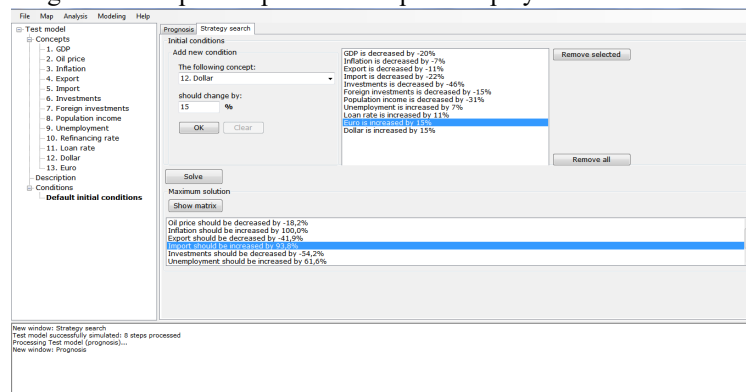 File Map Analysis Modeling Help
Test model
Concepts
1. GDP
2. Oil price
3. Inflation
4. Export
5. Import
6. Investments
7. Foreign investments
8. Population income
9. Unemployment
10. Refinancing rate
11. Loan rate
12. Dollar
13. Euro
Description
Conditions
Default initial conditions
Prognosis Strategy search
Initial conditions
Add new condition
The following concept:
12. Dollar
should change by:
15 %
OK Clear
GDP is decreased by -20%
Inflation is decreased by -7%
Export is decreased by -11%
Import is decreased by -22%
Investments is decreased by -46%
Foreign investments is decreased by -15%
Population income is decreased by -31%
Unemployment is increased by 7%
Loan rate is increased by 11%
Euro is increased by 15%
Dollar is increased by 15%
Remove selected
Remove all
Solve
Maximum solution
Show matrix
Oil price should be decreased by -18,2%
Inflation should be increased by 100,0%
Export should be decreased by -41,9%
Import should be increased by 93,8%
Investments should be decreased by -54,2%
Unemployment should be increased by 61,6%
New window: Strategy search
Test model successfully simulated: 8 steps processed
Processing Test model (prognosis)...
New window: Prognosis